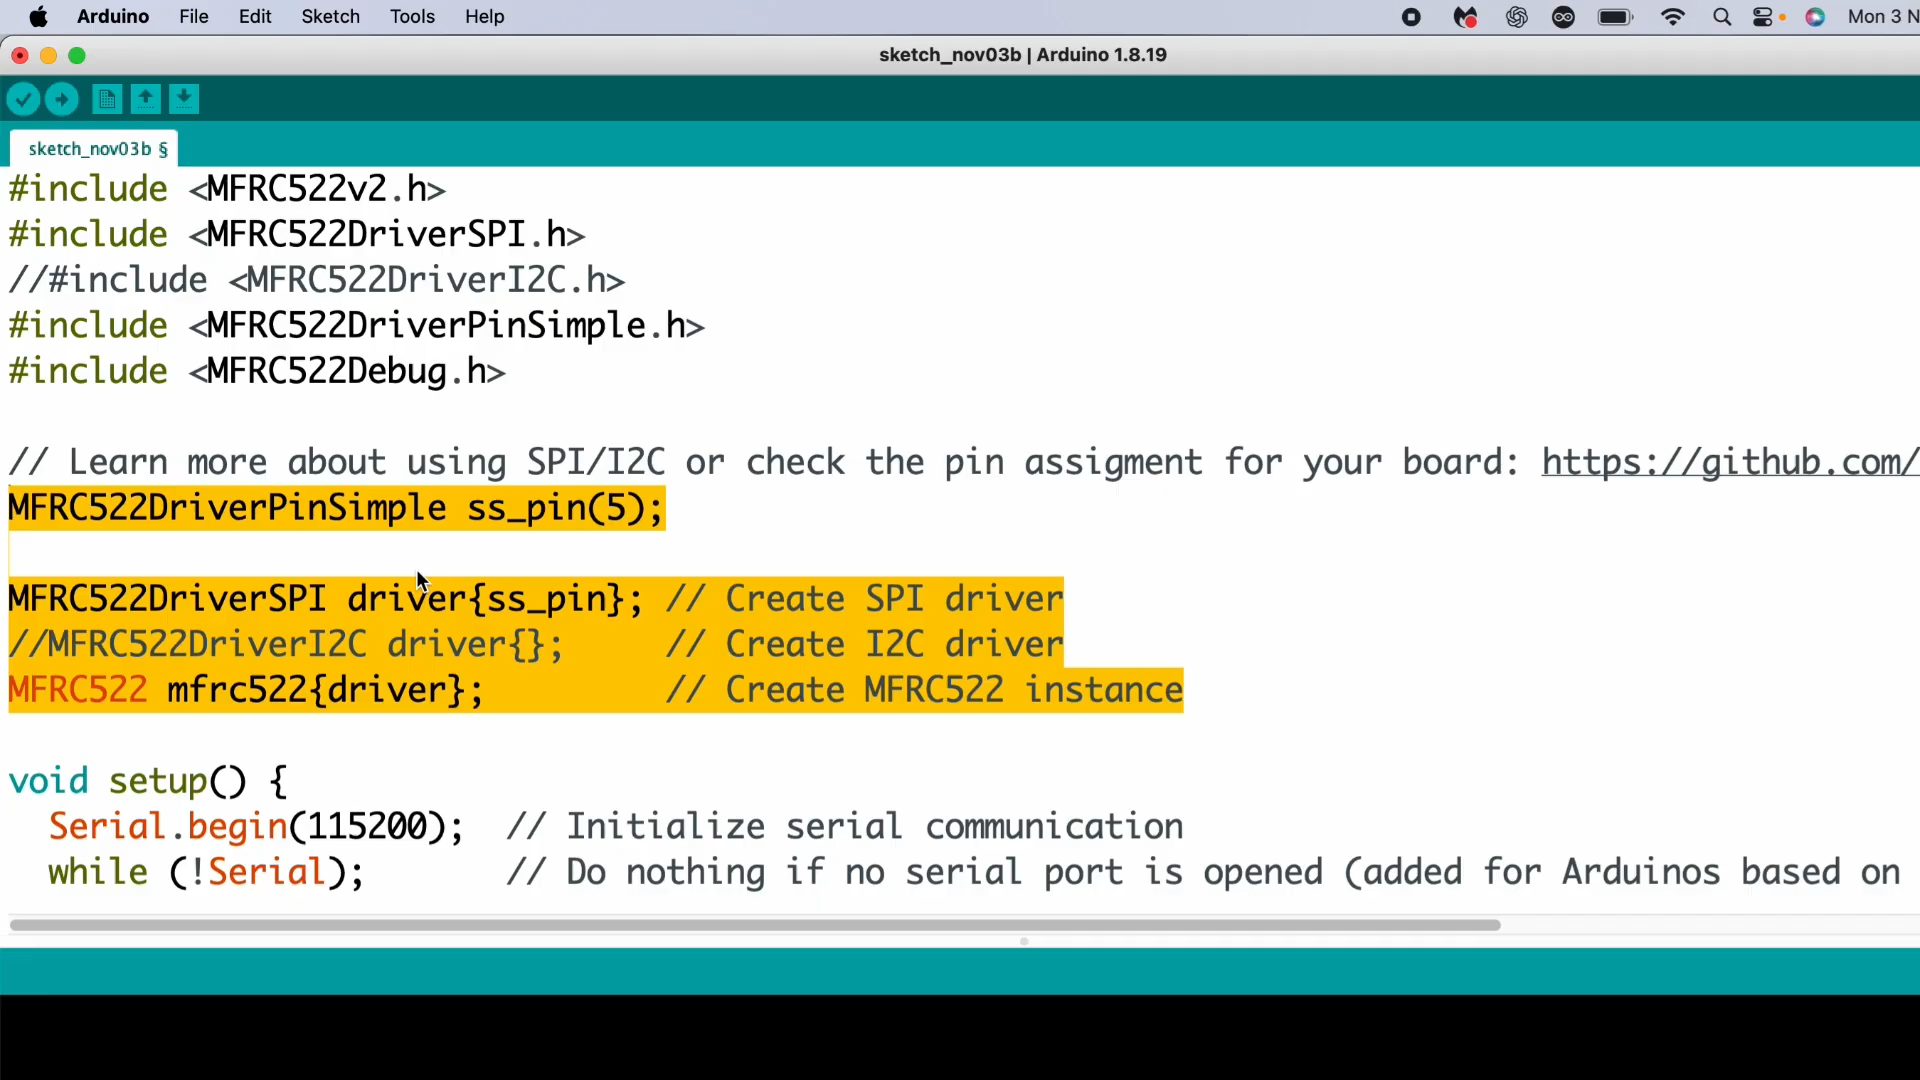 Arduino File Edit Sketch Tools Help Mon 3 N
sketch_nov03b | Arduino 1.8.19
sketch_nov03b §
#include <MFRC522v2.h>
#include <MFRC522DriverSPI.h>
//#include <MFRC522DriverI2C.h>
#include <MFRC522DriverPinSimple.h>
#include <MFRC522Debug.h>
// Learn more about using SPI/I2C or check the pin assigment for your board: https://github.com/
MFRC522DriverPinSimple ss_pin(5);
MFRC522DriverSPI driver{ss_pin}; // Create SPI driver
//MFRC522DriverI2C driver{};     // Create I2C driver
MFRC522 mfrc522{driver};         // Create MFRC522 instance
void setup() {
  Serial.begin(115200);  // Initialize serial communication
  while (!Serial);       // Do nothing if no serial port is opened (added for Arduinos based on